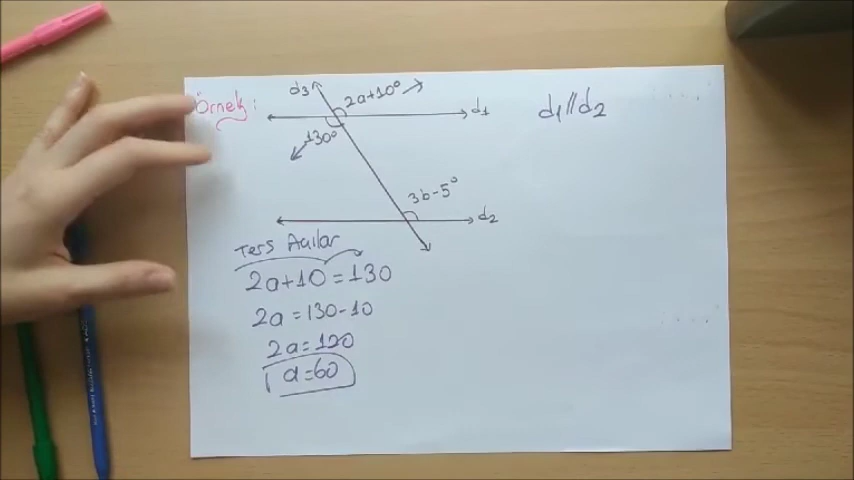 Örnek:
d3
2a+10°
d1
130°
d1//d2
3b-5°
d2
Ters Açılar
2a+10=130
2a=130-10
2a=120
a=60